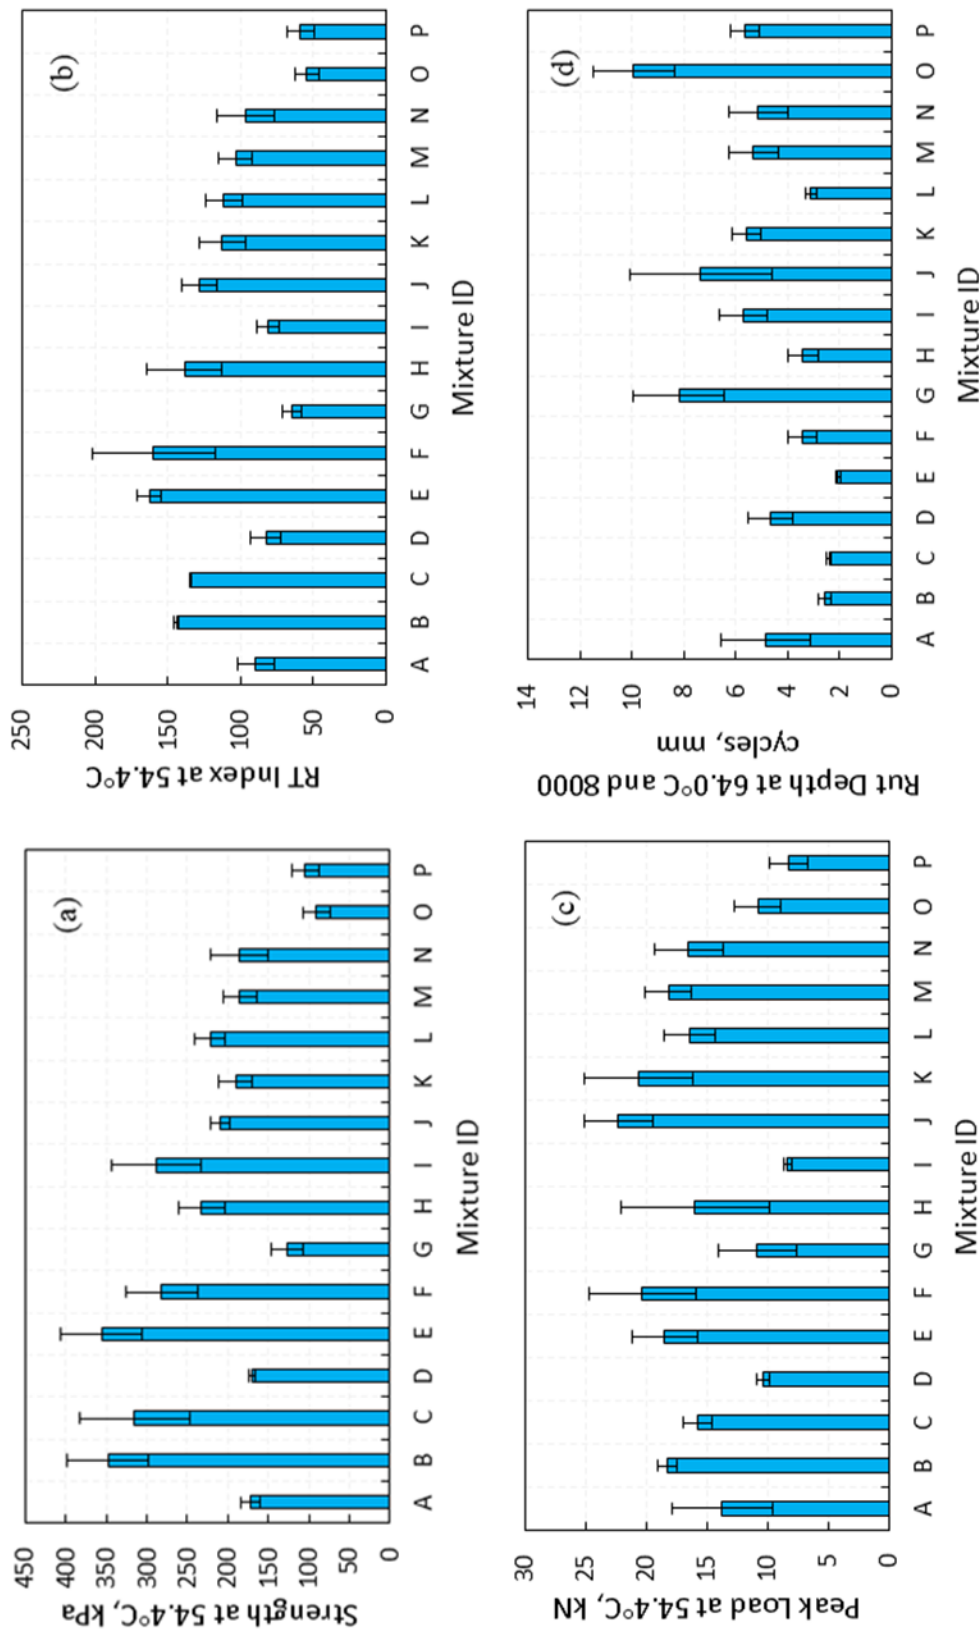 (a)
Strength at 54.4°C, kPa
450
400
350
300
250
200
150
100
50
0
A B C D E F G H I J K L M N O P
Mixture ID
(b)
RT Index at 54.4°C
250
200
150
100
50
0
A B C D E F G H I J K L M N O P
Mixture ID
(c)
Peak Load at 54.4°C, kN
30
25
20
15
10
5
0
A B C D E F G H I J K L M N O P
Mixture ID
(d)
Rut Depth at 64.0°C and 8000
cycles, mm
14
12
10
8
6
4
2
0
A B C D E F G H I J K L M N O P
Mixture ID